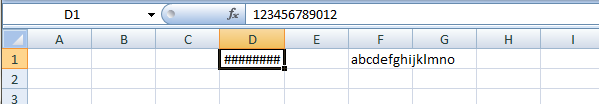 D1 fx 123456789012
A B C D E F G H I
1 ######## abcdefghijklmno
2
3